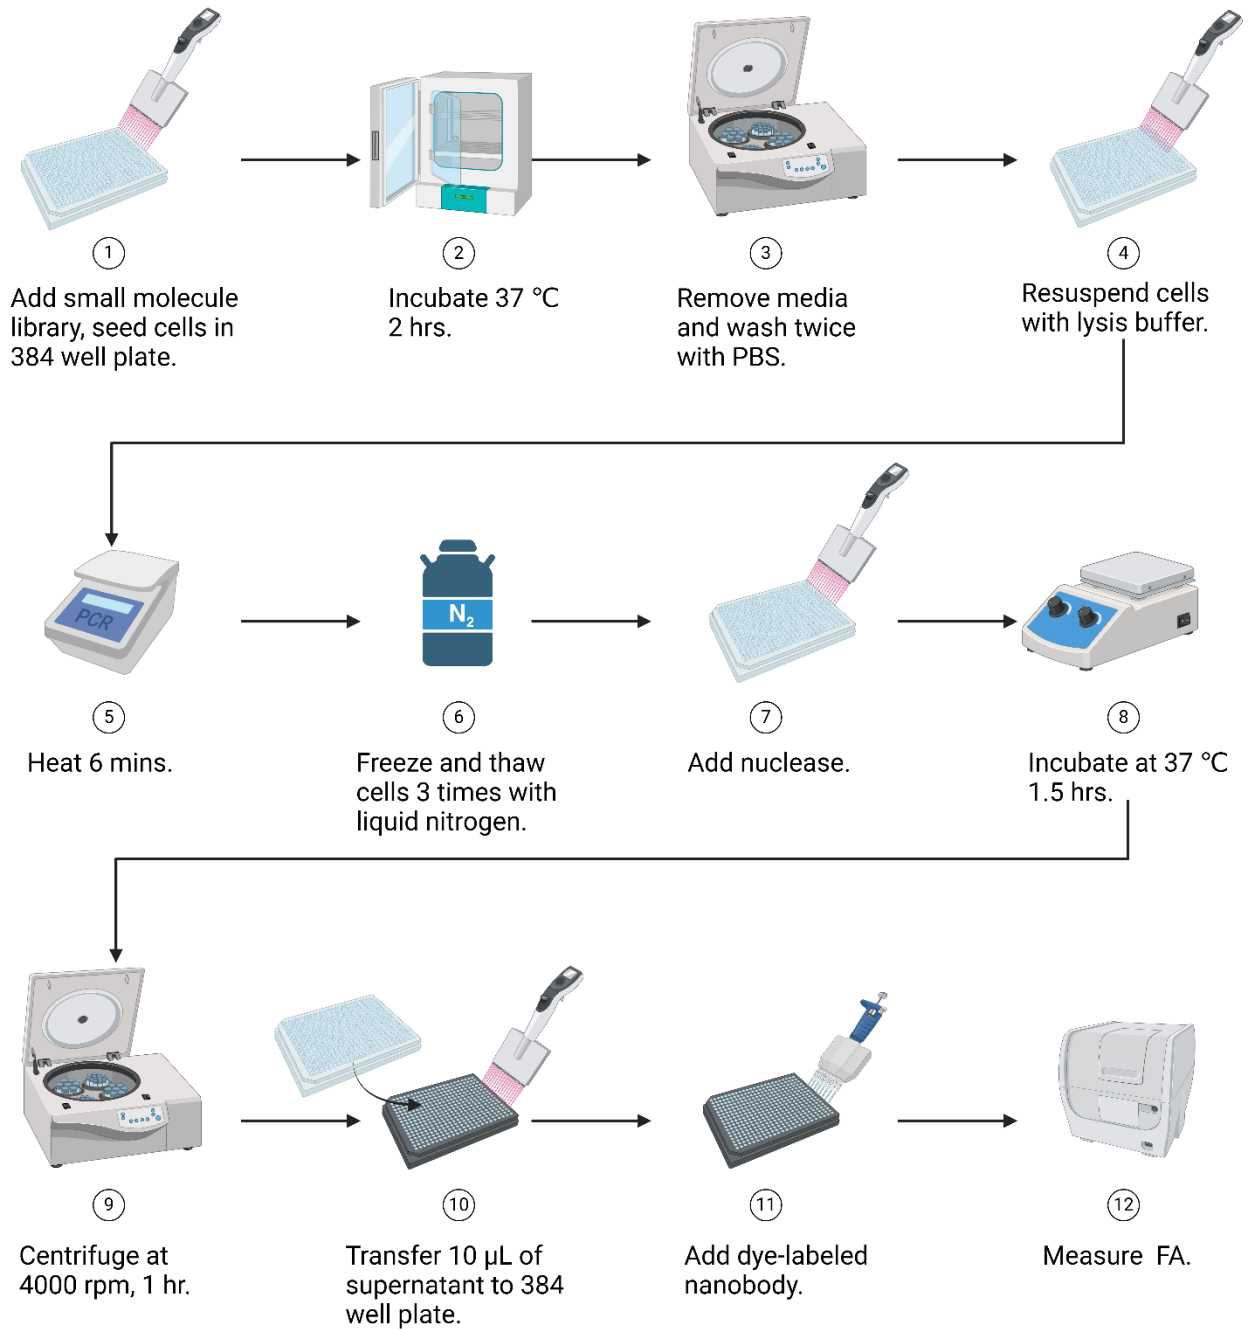 1
Add small molecule
library, seed cells in
384 well plate.
2
Incubate 37 °C
2 hrs.
3
Remove media
and wash twice
with PBS.
4
Resuspend cells
with lysis buffer.
PCR
5
Heat 6 mins.
N₂
6
Freeze and thaw
cells 3 times with
liquid nitrogen.
7
Add nuclease.
8
Incubate at 37 °C
1.5 hrs.
9
Centrifuge at
4000 rpm, 1 hr.
10
Transfer 10 µL of
supernatant to 384
well plate.
11
Add dye-labeled
nanobody.
12
Measure FA.